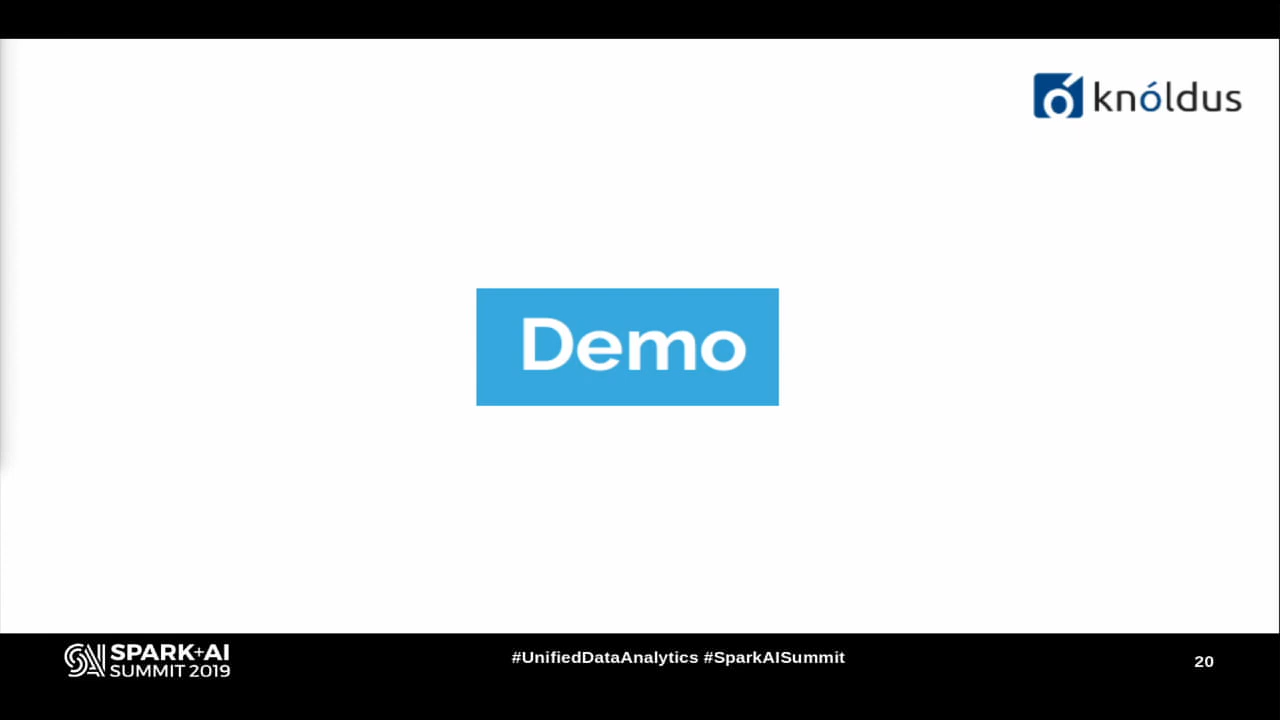 knóldus
Demo
SPARK+AI
SUMMIT 2019
#UnifiedDataAnalytics #SparkAISummit
20